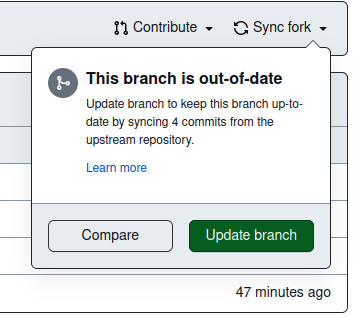 Contribute Sync fork
This branch is out-of-date
Update branch to keep this branch up-to-
date by syncing 4 commits from the
upstream repository.
Learn more
Compare Update branch
47 minutes ago